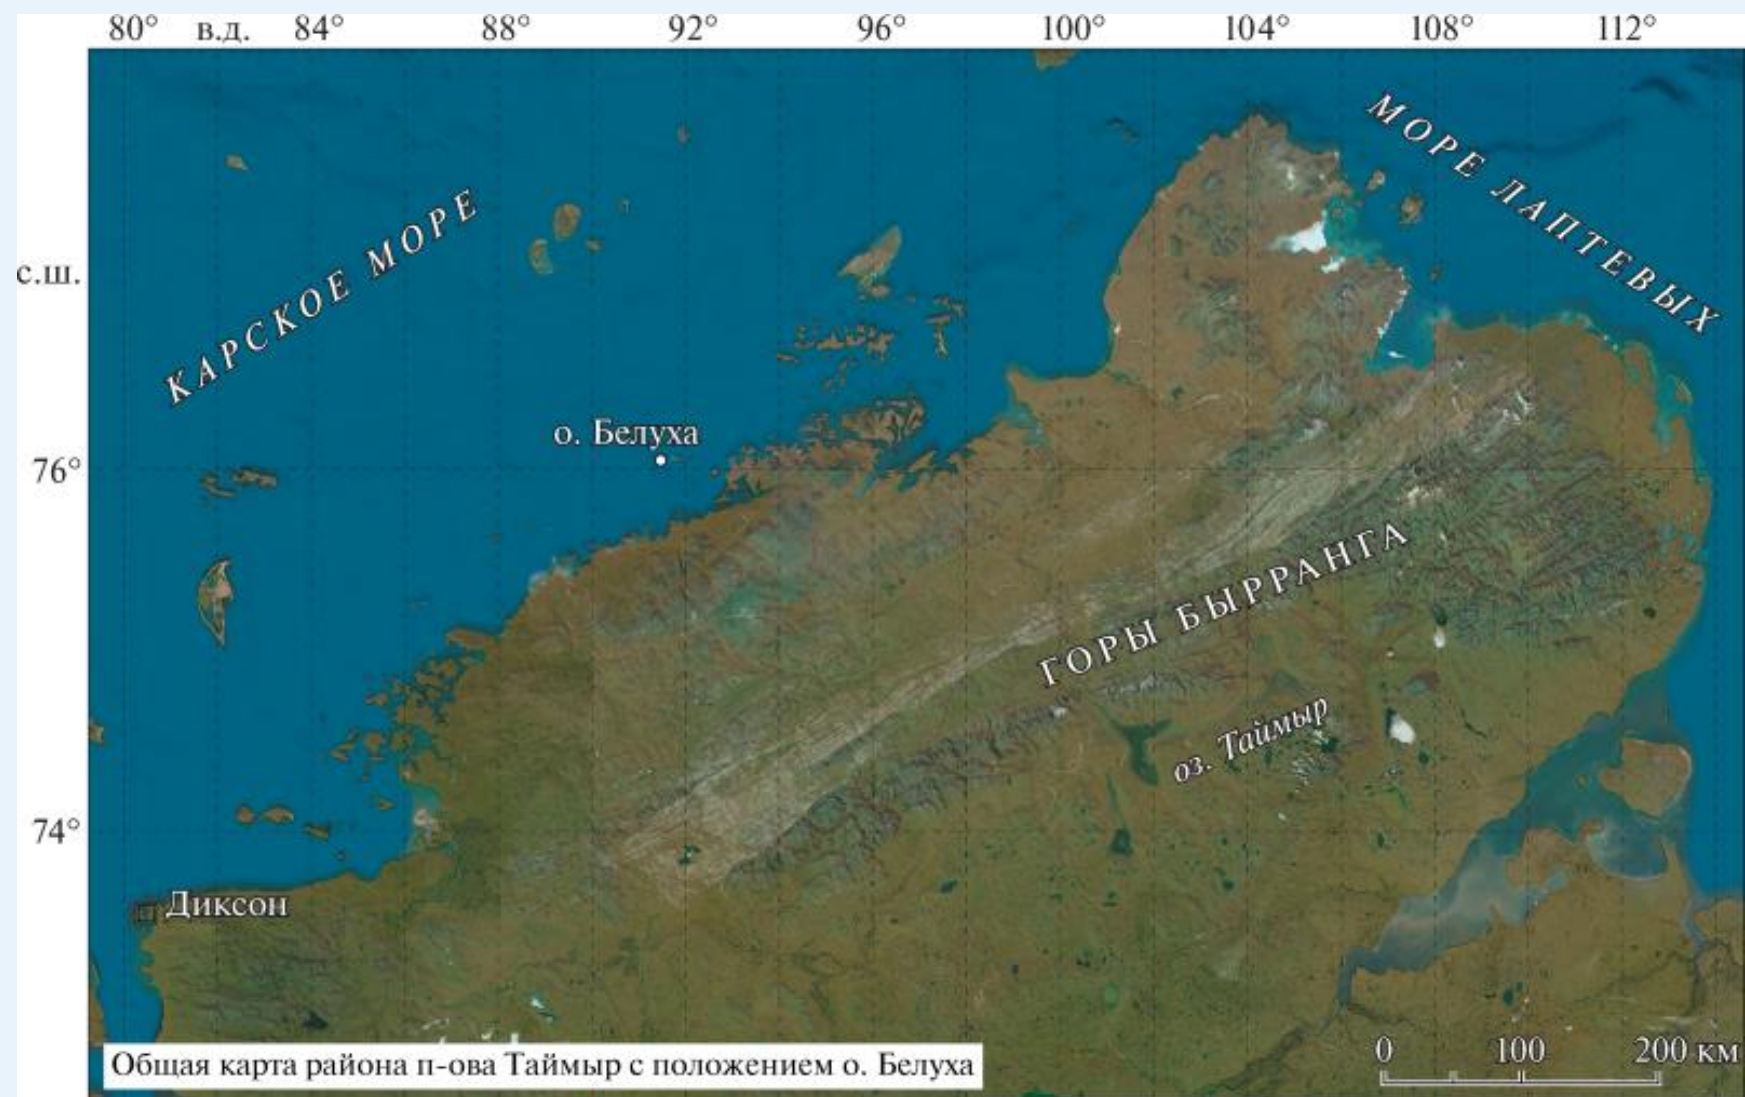 80° в.д. 84° 88° 92° 96° 100° 104° 108° 112°
МОРЕ ЛАПТЕВЫХ
КАРСКОЕ МОРЕ
с.ш.
о. Белуха
76°
ГОРЫ БЫРРАНГА
оз. Таймыр
74°
Диксон
0 100 200 км
Общая карта района п-ова Таймыр с положением о. Белуха